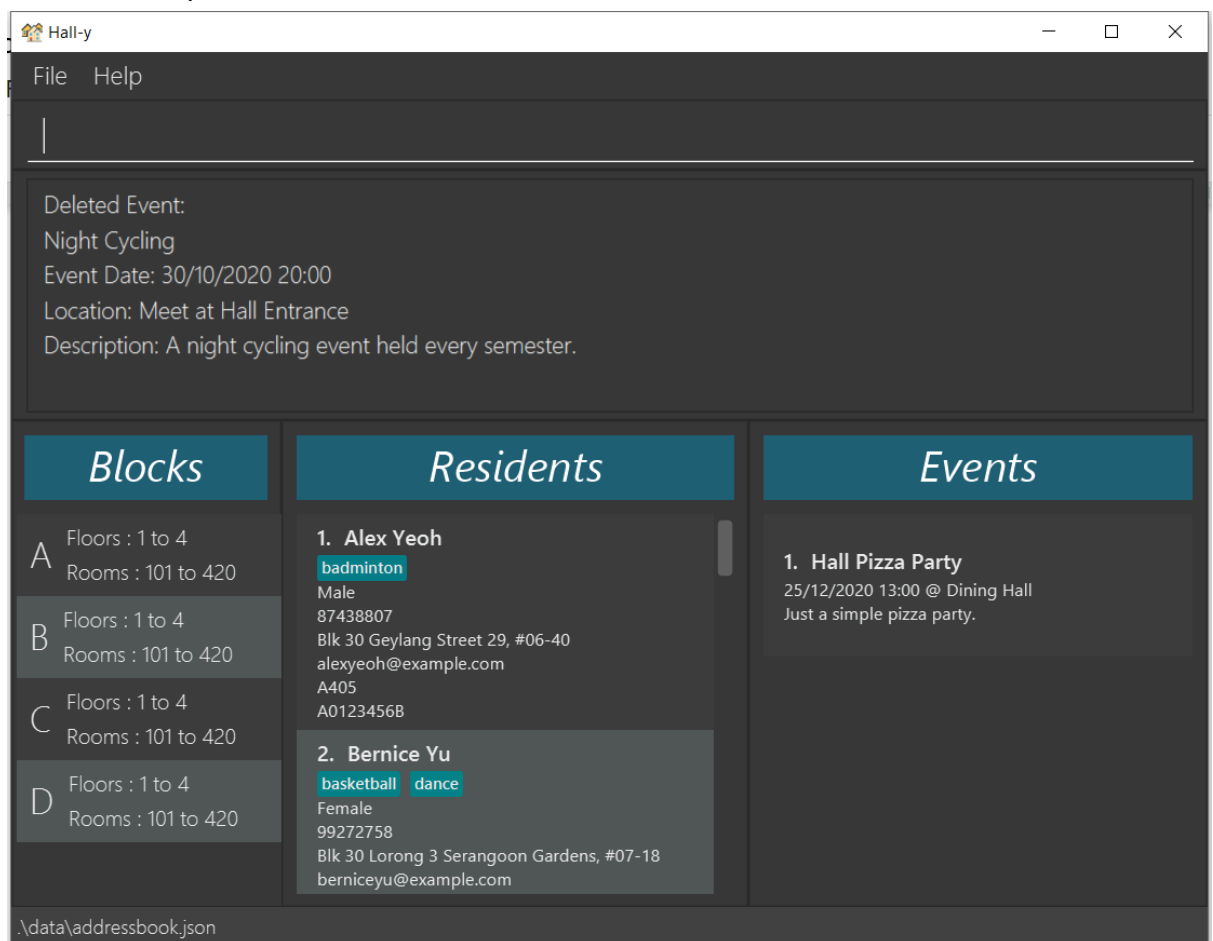 Hall-y
File Help
Deleted Event:
Night Cycling
Event Date: 30/10/2020 20:00
Location: Meet at Hall Entrance
Description: A night cycling event held every semester.
Blocks
A
Floors : 1 to 4
Rooms : 101 to 420
B
Floors : 1 to 4
Rooms : 101 to 420
C
Floors : 1 to 4
Rooms : 101 to 420
D
Floors : 1 to 4
Rooms : 101 to 420
Residents
1. Alex Yeoh
badminton
Male
87438807
Blk 30 Geylang Street 29, #06-40
alexyeoh@example.com
A405
A0123456B
2. Bernice Yu
basketball dance
Female
99272758
Blk 30 Lorong 3 Serangoon Gardens, #07-18
berniceyu@example.com
Events
1. Hall Pizza Party
25/12/2020 13:00 @ Dining Hall
Just a simple pizza party.
.\data\addressbook.json